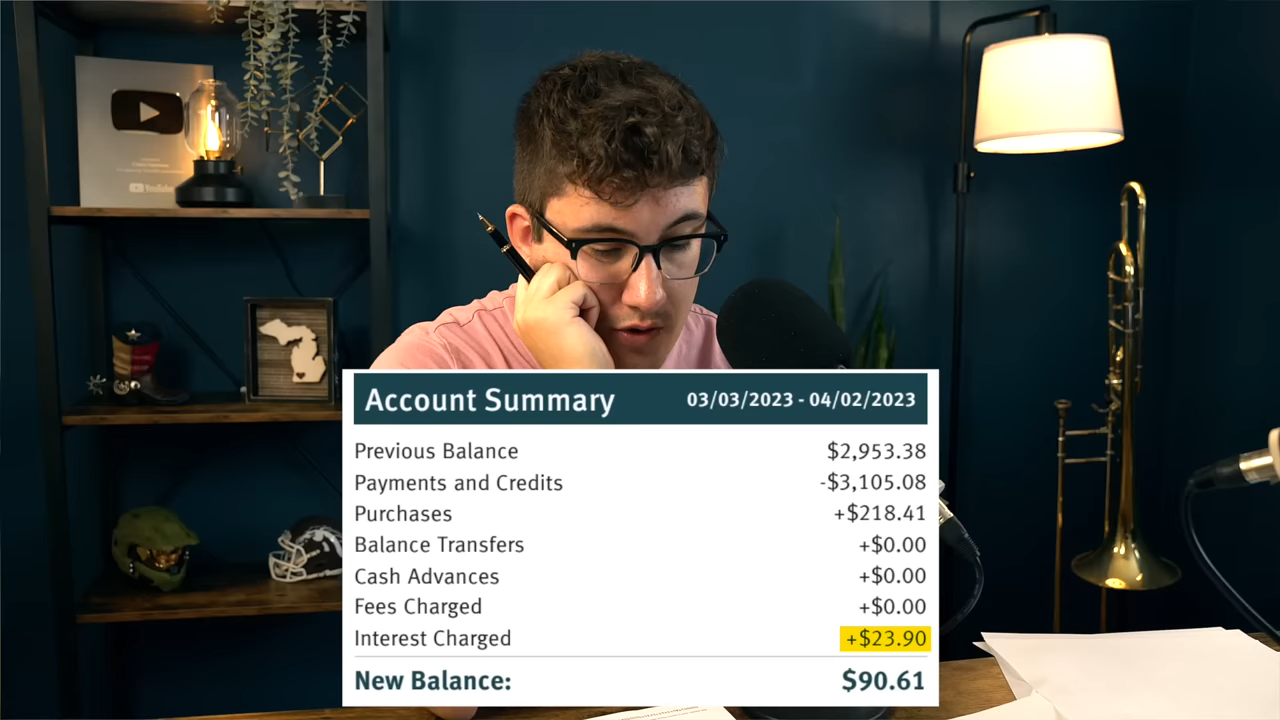 YouTube
Account Summary 03/03/2023 - 04/02/2023
Previous Balance $2,953.38
Payments and Credits -$3,105.08
Purchases +$218.41
Balance Transfers +$0.00
Cash Advances +$0.00
Fees Charged +$0.00
Interest Charged +$23.90
New Balance: $90.61